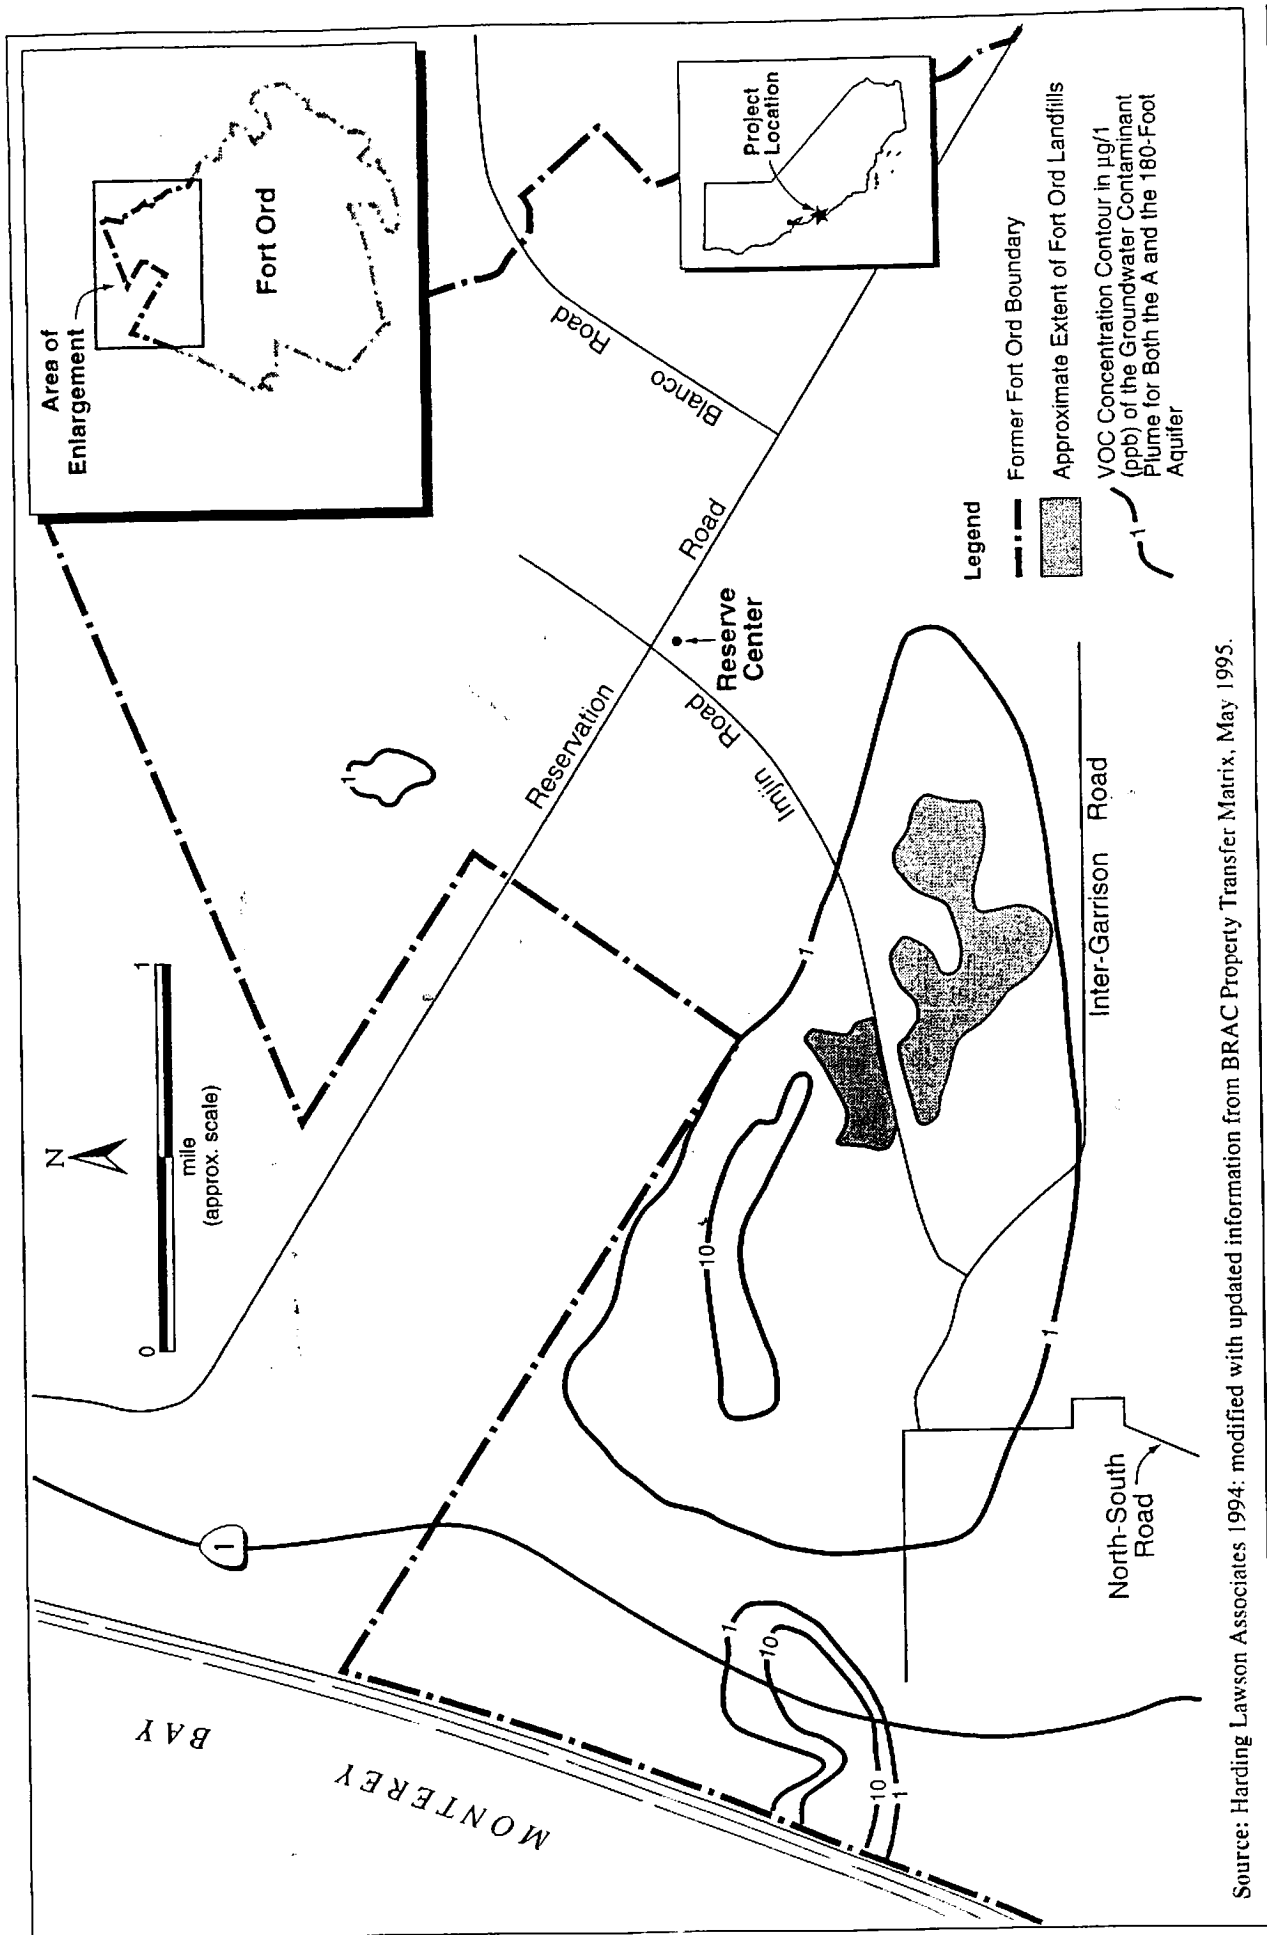 Area of
Enlargement
Fort Ord
N
0
1
mile
(approx. scale)
1
MONTEREY
BAY
Reservation
Road
Blanco
Road
Imjin
Road
Reserve
Center
Project
Location
1
1
10
1
1
10
10
1
Inter-Garrison Road
North-South
Road
Legend
Former Fort Ord Boundary
Approximate Extent of Fort Ord Landfills
1
VOC Concentration Contour in µg/1
(ppb) of the Groundwater Contaminant
Plume for Both the A and the 180-Foot
Aquifer
Source: Harding Lawson Associates 1994: modified with updated information from BRAC Property Transfer Matrix, May 1995.